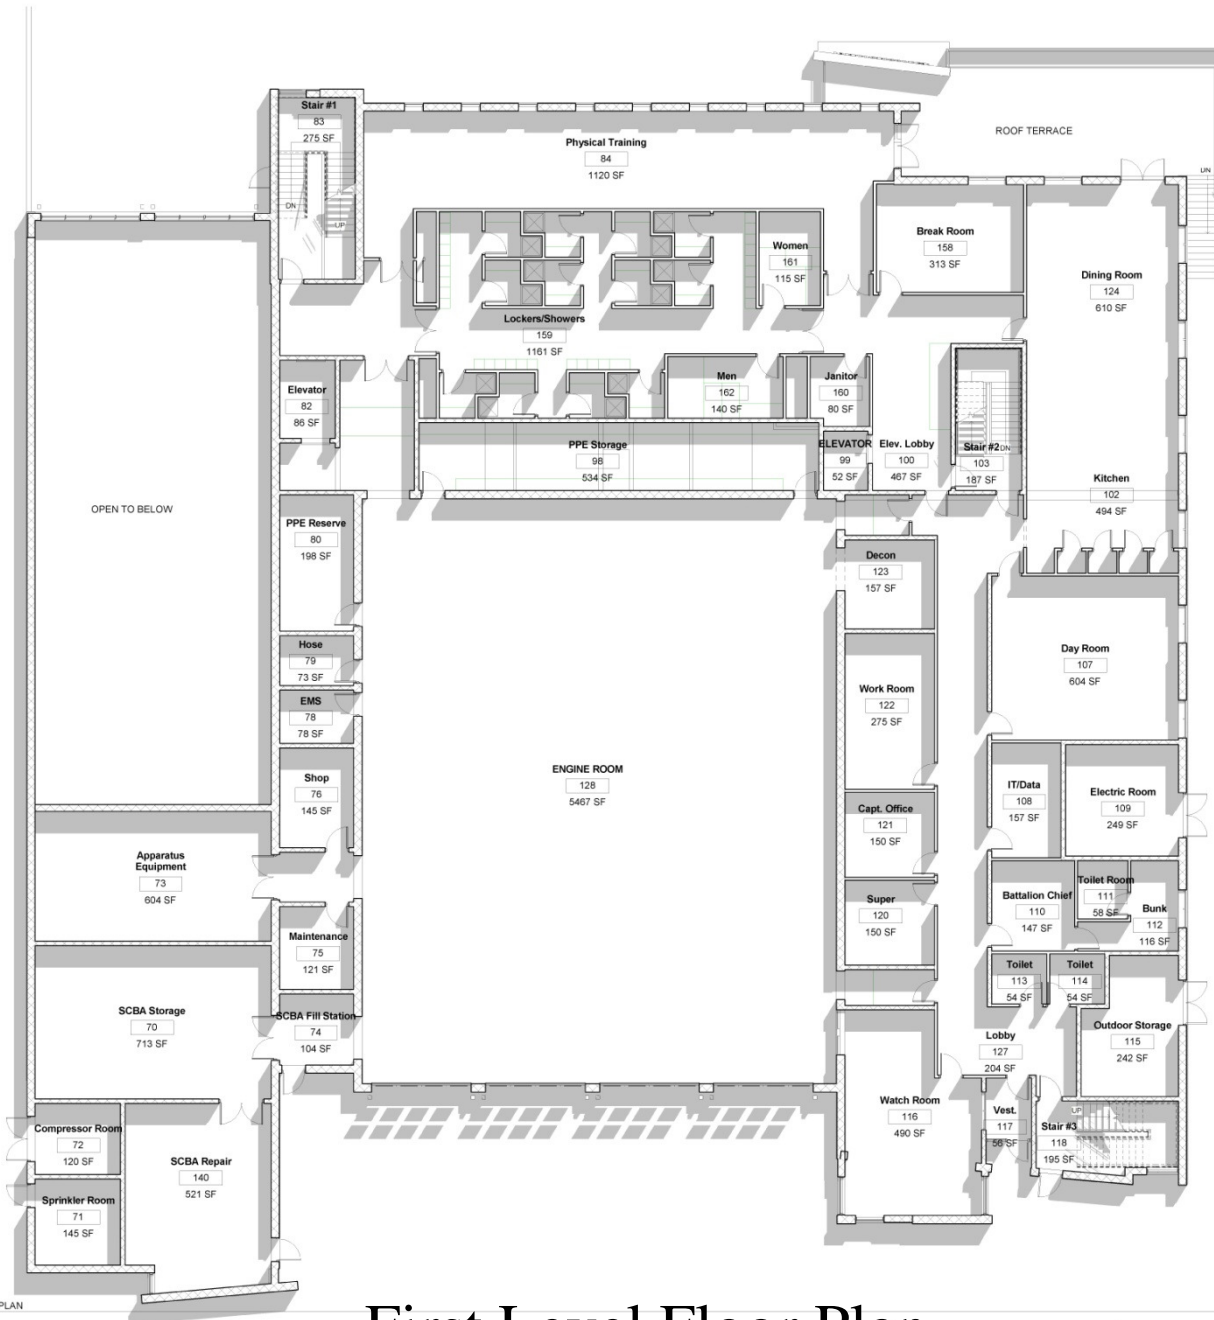 Stair #1
83
275 SF
DN
UP
Physical Training
84
1120 SF
ROOF TERRACE
Break Room
158
313 SF
Women
161
115 SF
Dining Room
124
610 SF
Lockers/Showers
159
1161 SF
Elevator
82
86 SF
Men
162
140 SF
Janitor
160
80 SF
PPE Storage
98
534 SF
ELEVATOR
99
52 SF
Elev. Lobby
100
467 SF
Stair #2
DN
103
187 SF
Kitchen
102
494 SF
OPEN TO BELOW
PPE Reserve
80
198 SF
Decon
123
157 SF
Hose
79
73 SF
Day Room
107
604 SF
EMS
78
78 SF
Work Room
122
275 SF
ENGINE ROOM
128
5467 SF
Shop
76
145 SF
IT/Data
108
157 SF
Electric Room
109
249 SF
Capt. Office
121
150 SF
Apparatus
Equipment
73
604 SF
Super
120
150 SF
Battalion Chief
110
147 SF
Toilet Room
111
58 SF
Bunk
112
116 SF
Maintenance
75
121 SF
Toilet
113
54 SF
Toilet
114
54 SF
SCBA Storage
70
713 SF
SCBA Fill Station
74
104 SF
Outdoor Storage
115
242 SF
Lobby
127
204 SF
Watch Room
116
490 SF
Vest.
117
56 SF
UP
Stair #3
118
195 SF
Compressor Room
72
120 SF
SCBA Repair
140
521 SF
Sprinkler Room
71
145 SF
PLAN
First Level Floor Plan